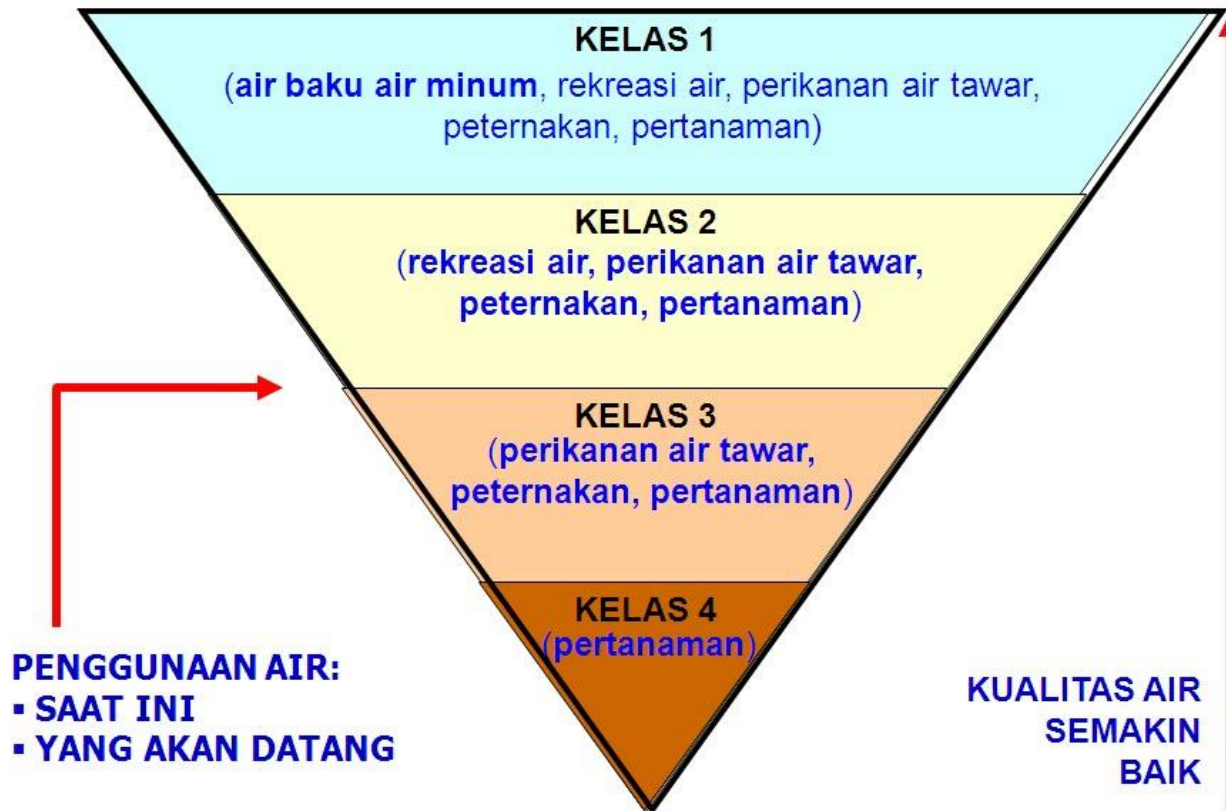 KELAS 1
(air baku air minum, rekreasi air, perikanan air tawar,
peternakan, pertanaman)
KELAS 2
(rekreasi air, perikanan air tawar,
peternakan, pertanaman)
KELAS 3
(perikanan air tawar,
peternakan, pertanaman)
KELAS 4
(pertanaman)
PENGGUNAAN AIR:
▪ SAAT INI
▪ YANG AKAN DATANG
KUALITAS AIR
SEMAKIN
BAIK